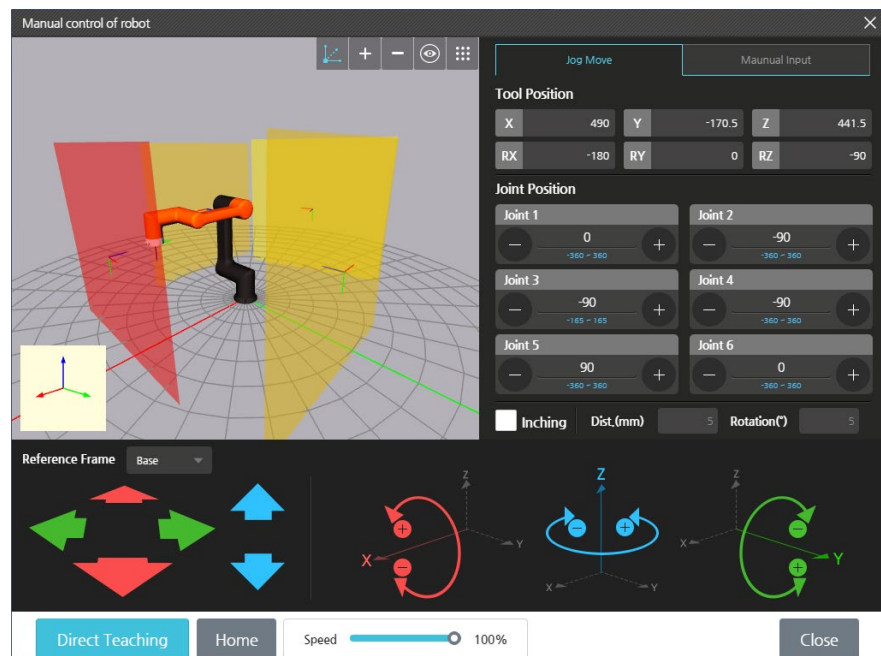 Manual control of robot
Jog Move
Maunual Input
Tool Position
X 490 Y -170.5 Z 441.5
RX -180 RY 0 RZ -90
Joint Position
Joint 1 Joint 2
− 0 + − -90 +
-360 ~ 360 -360 ~ 360
Joint 3 Joint 4
− -90 + − -90 +
-165 ~ 165 -360 ~ 360
Joint 5 Joint 6
− 90 + − 0 +
-360 ~ 360 -360 ~ 360
Inching Dist.(mm) 5 Rotation(°) 5
Reference Frame Base
Z
X
Y
+
−
Z
X
Y
−
+
Z
X
Y
−
+
Direct Teaching Home Speed 100% Close